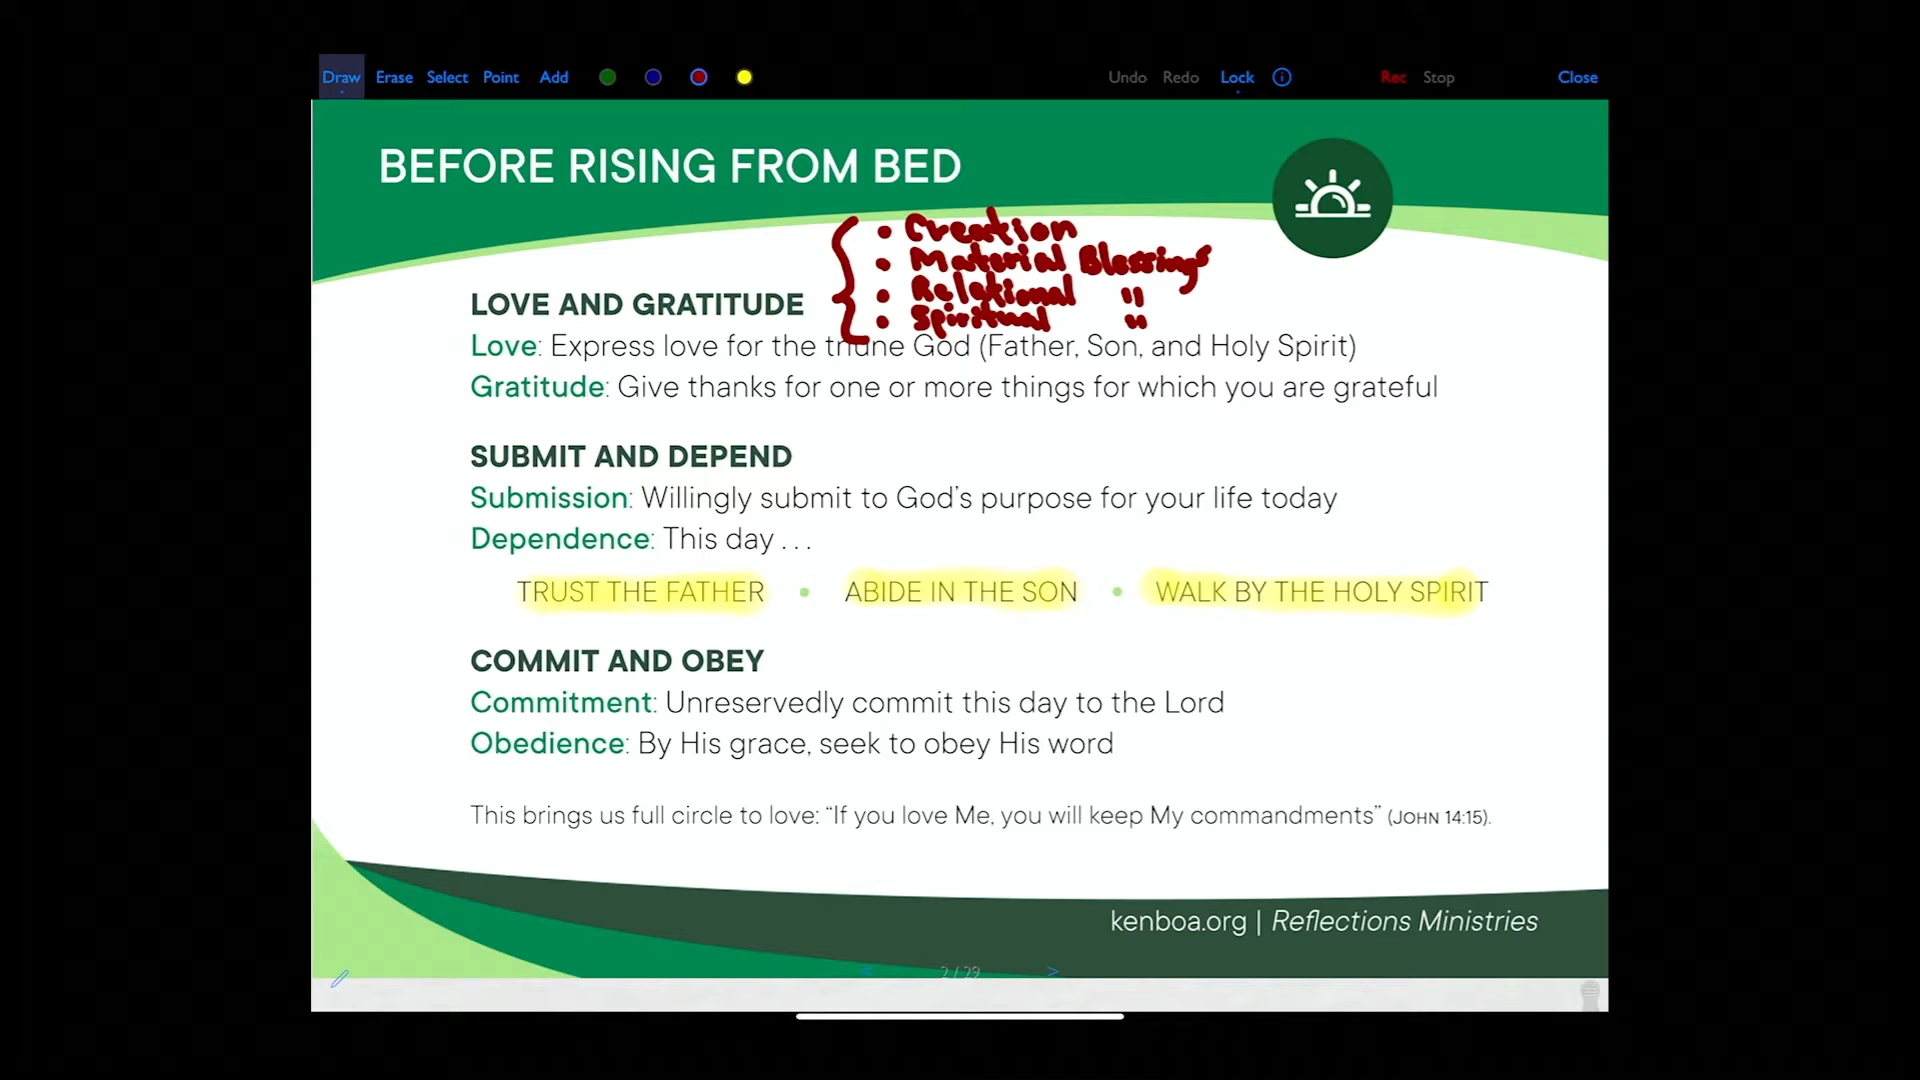 Draw Erase Select Point Add Undo Redo Lock Rec Stop Close
BEFORE RISING FROM BED
• Creation
• Material Blessings
• Relational "
• Spiritual "
LOVE AND GRATITUDE
Love: Express love for the triune God (Father, Son, and Holy Spirit)
Gratitude: Give thanks for one or more things for which you are grateful
SUBMIT AND DEPEND
Submission: Willingly submit to God’s purpose for your life today
Dependence: This day . . .
TRUST THE FATHER • ABIDE IN THE SON • WALK BY THE HOLY SPIRIT
COMMIT AND OBEY
Commitment: Unreservedly commit this day to the Lord
Obedience: By His grace, seek to obey His word
This brings us full circle to love: “If you love Me, you will keep My commandments” (JOHN 14:15).
kenboa.org | Reflections Ministries
< 2 / 29 >